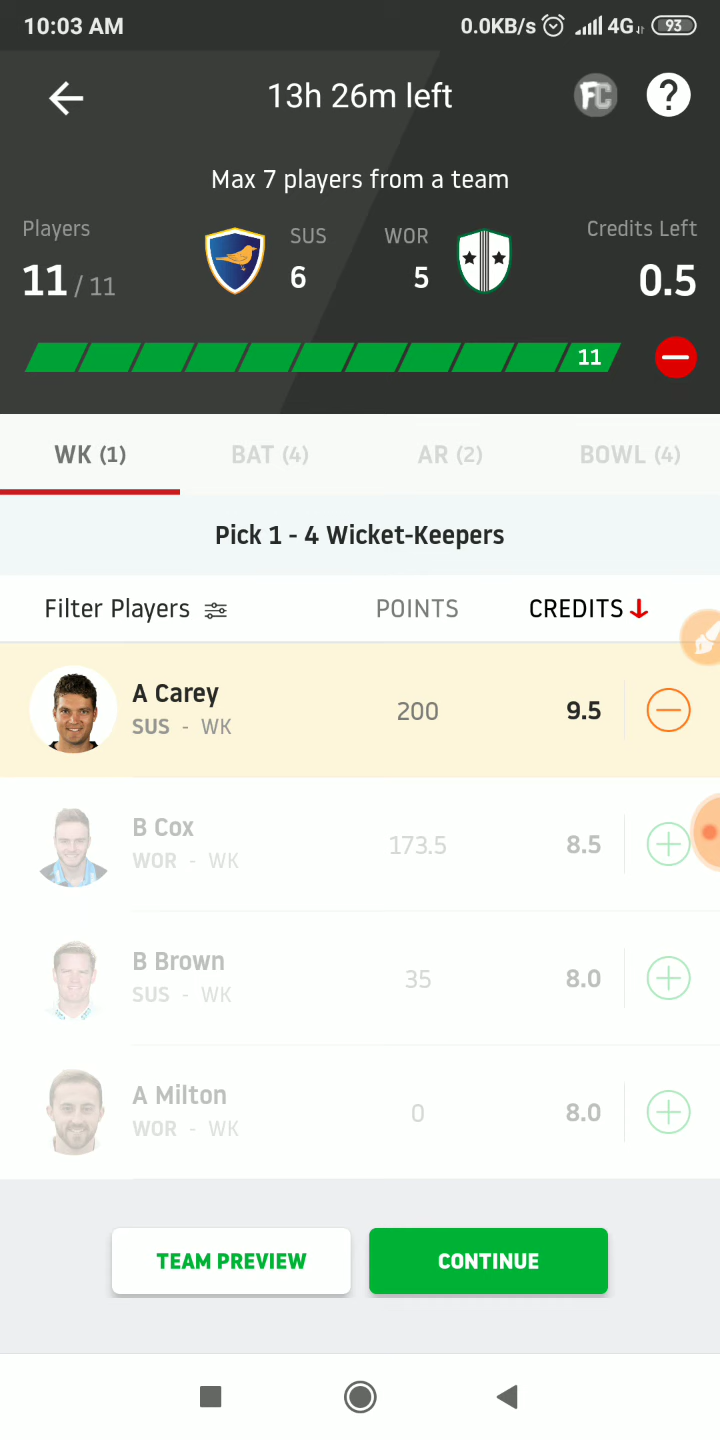 10:03 AM
0.0KB/s 4G 93
13h 26m left
FC ?
Max 7 players from a team
Players
SUS
WOR
Credits Left
11 / 11
6
5
0.5
11
WK (1) BAT (4) AR (2) BOWL (4)
Pick 1 - 4 Wicket-Keepers
Filter Players POINTS CREDITS
A Carey
SUS - WK
200 9.5
B Cox
WOR - WK
173.5 8.5
B Brown
SUS - WK
35 8.0
A Milton
WOR - WK
0 8.0
TEAM PREVIEW CONTINUE